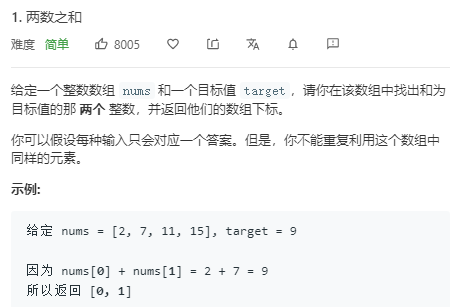 1. 两数之和
难度 简单 8005
给定一个整数数组 nums 和一个目标值 target，请你在该数组中找出和为
目标值的那 两个 整数，并返回他们的数组下标。
你可以假设每种输入只会对应一个答案。但是，你不能重复利用这个数组中
同样的元素。
示例:
给定 nums = [2, 7, 11, 15], target = 9
因为 nums[0] + nums[1] = 2 + 7 = 9
所以返回 [0, 1]